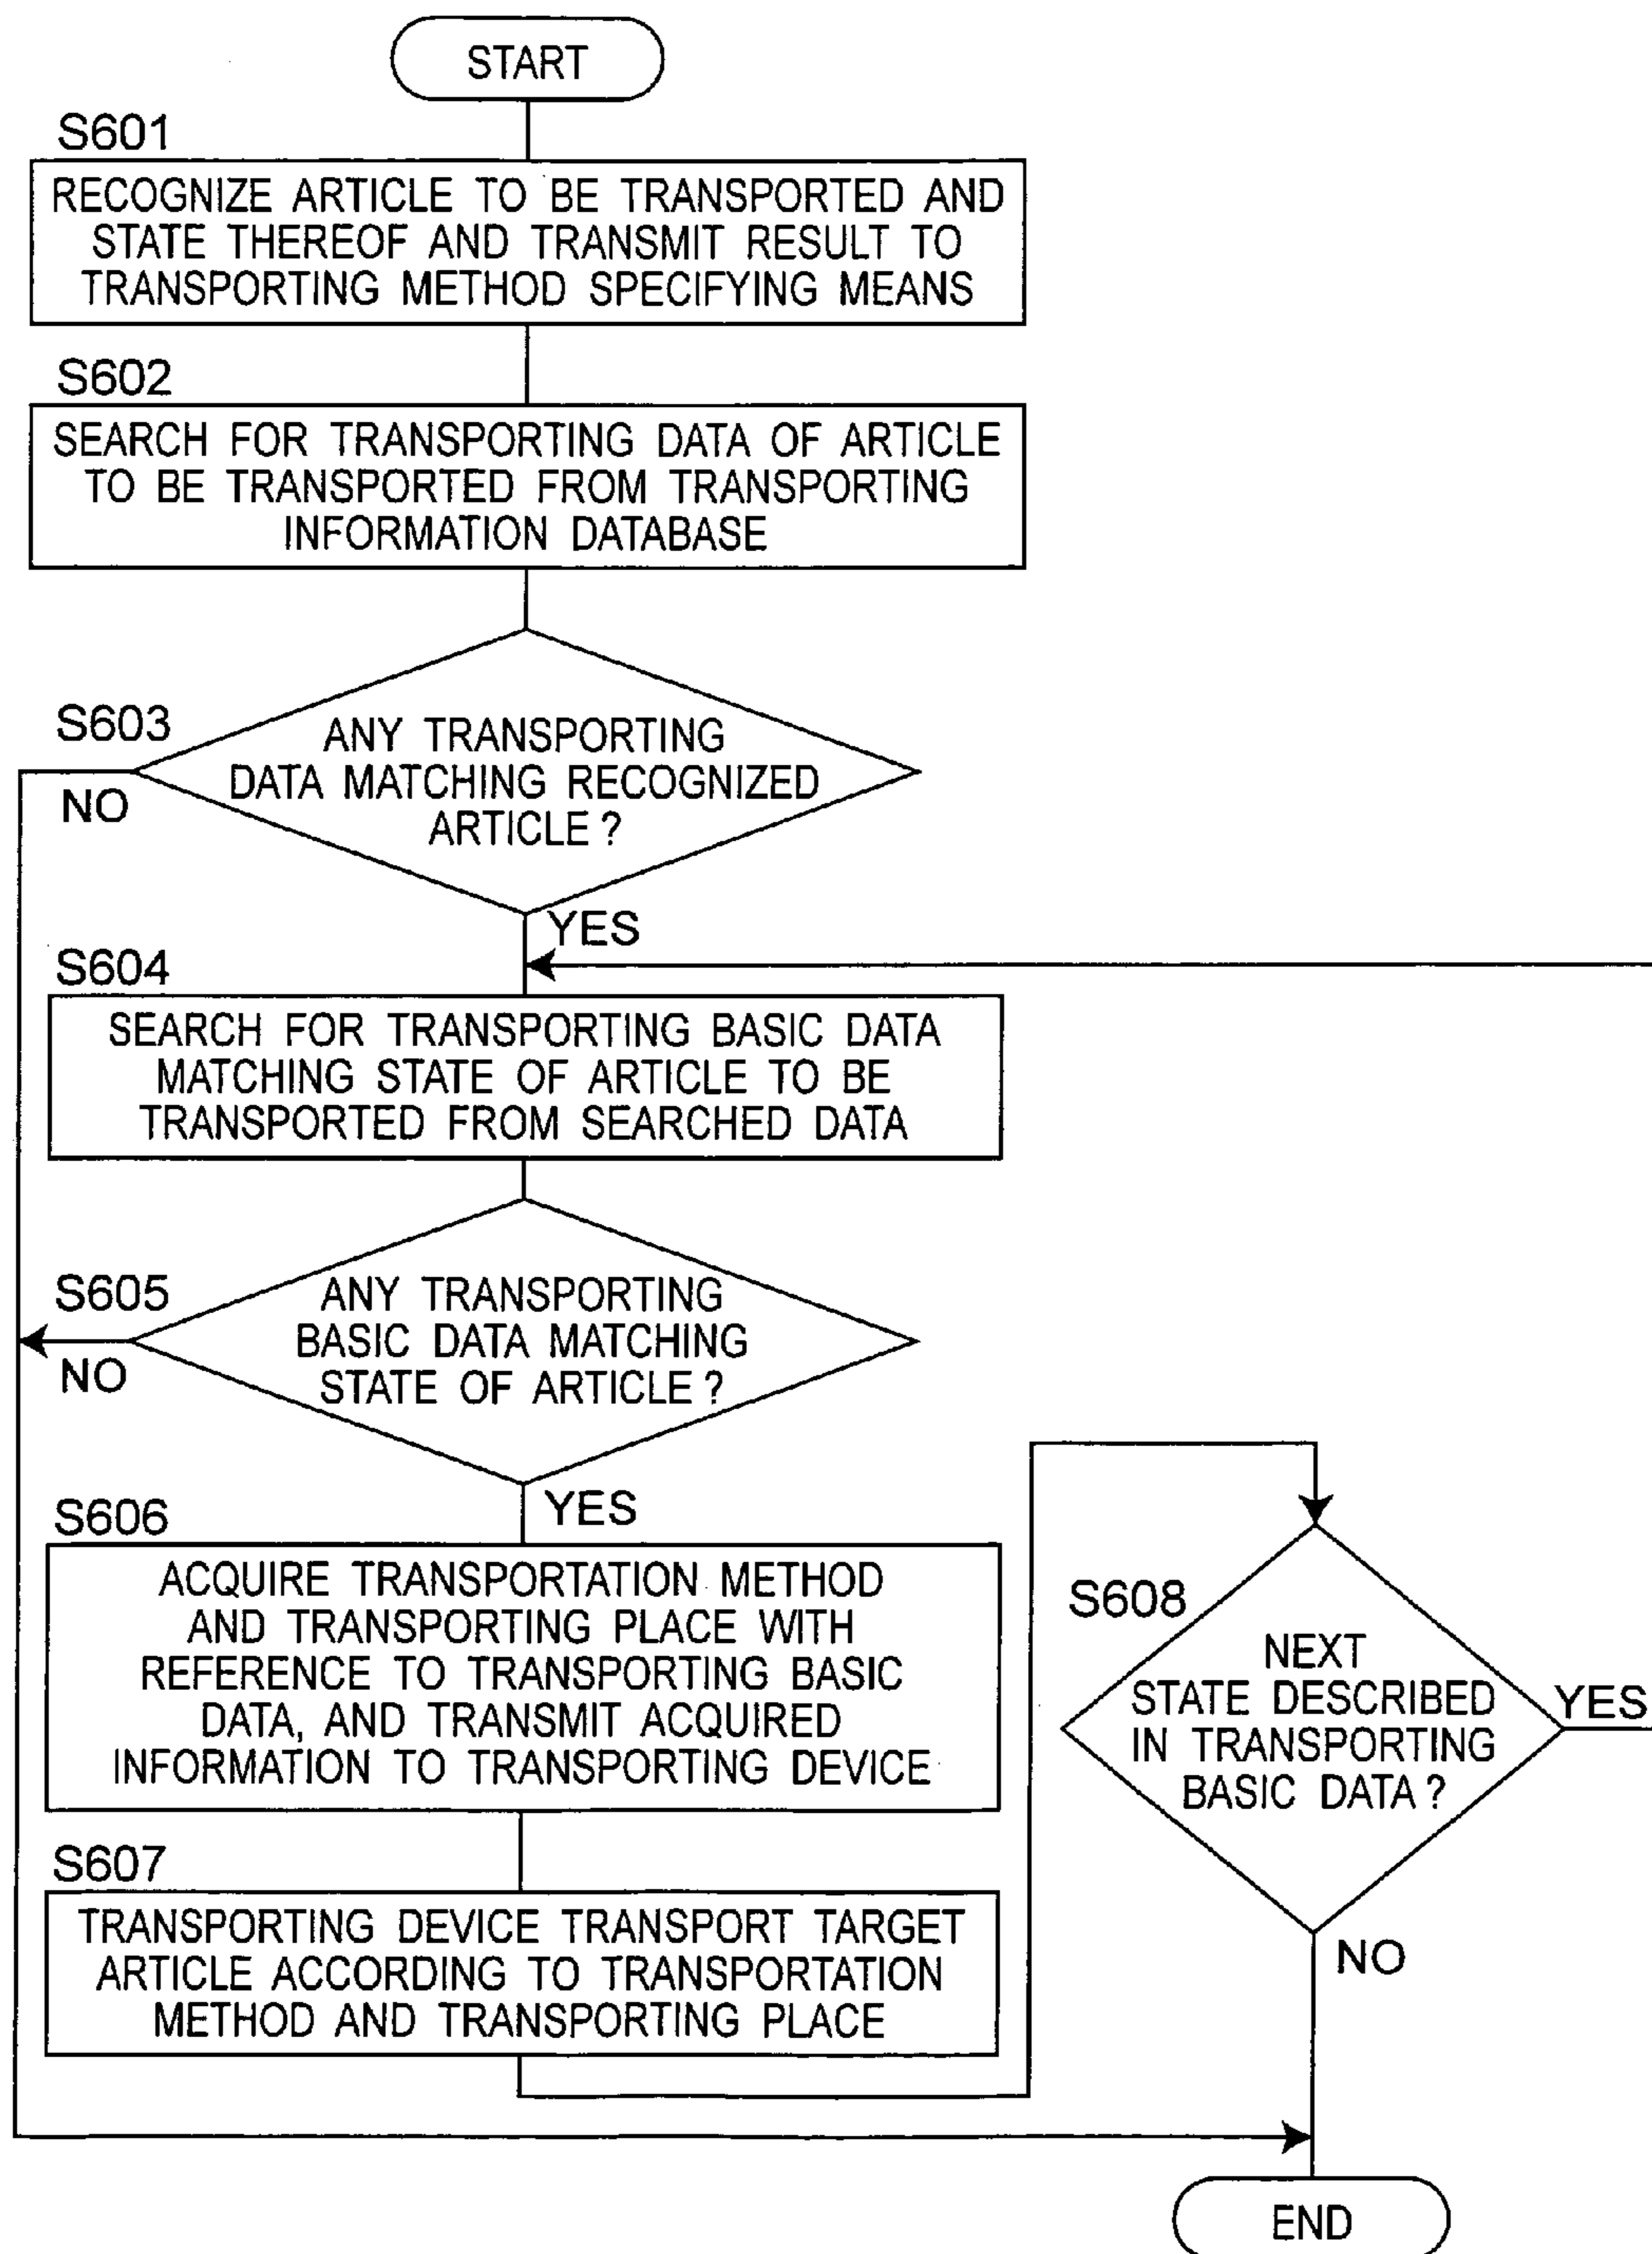 START
S601
RECOGNIZE ARTICLE TO BE TRANSPORTED AND
STATE THEREOF AND TRANSMIT RESULT TO
TRANSPORTING METHOD SPECIFYING MEANS
S602
SEARCH FOR TRANSPORTING DATA OF ARTICLE
TO BE TRANSPORTED FROM TRANSPORTING
INFORMATION DATABASE
S603
ANY TRANSPORTING
DATA MATCHING RECOGNIZED
ARTICLE?
NO
YES
S604
SEARCH FOR TRANSPORTING BASIC DATA
MATCHING STATE OF ARTICLE TO BE
TRANSPORTED FROM SEARCHED DATA
S605
ANY TRANSPORTING
BASIC DATA MATCHING
STATE OF ARTICLE?
NO
YES
S606
ACQUIRE TRANSPORTATION METHOD
AND TRANSPORTING PLACE WITH
REFERENCE TO TRANSPORTING BASIC
DATA, AND TRANSMIT ACQUIRED
INFORMATION TO TRANSPORTING DEVICE
S607
TRANSPORTING DEVICE TRANSPORT TARGET
ARTICLE ACCORDING TO TRANSPORTATION
METHOD AND TRANSPORTING PLACE
S608
NEXT
STATE DESCRIBED
IN TRANSPORTING
BASIC DATA?
YES
NO
END